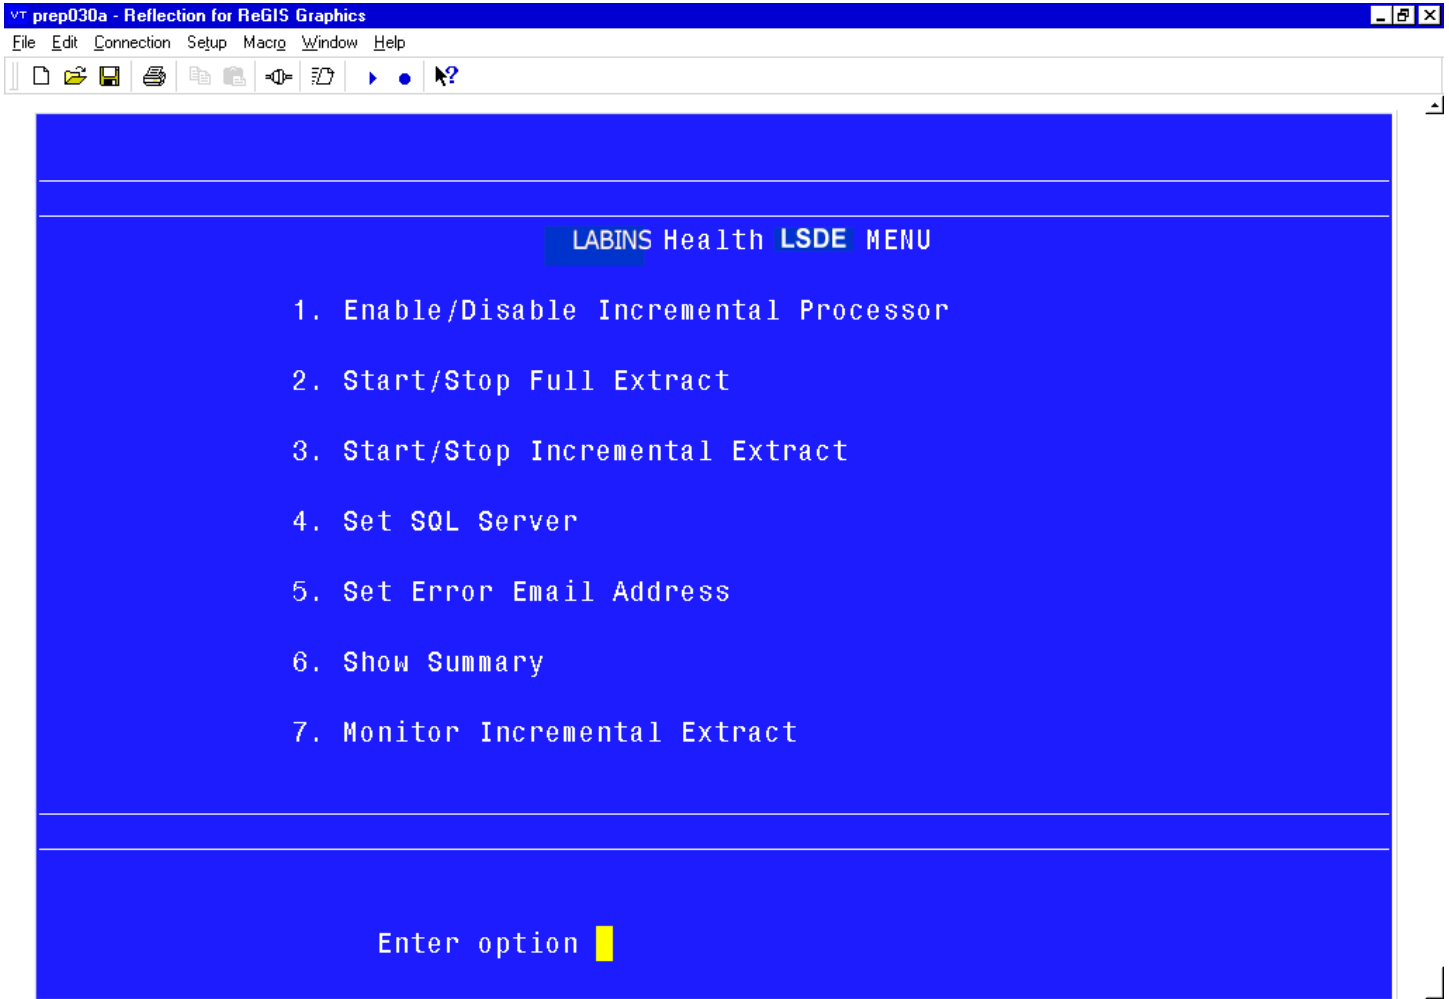 VT prep030a - Reflection for ReGIS Graphics
File Edit Connection Setup Macro Window Help
LABINS Health LSDE MENU
1. Enable/Disable Incremental Processor
2. Start/Stop Full Extract
3. Start/Stop Incremental Extract
4. Set SQL Server
5. Set Error Email Address
6. Show Summary
7. Monitor Incremental Extract
Enter option